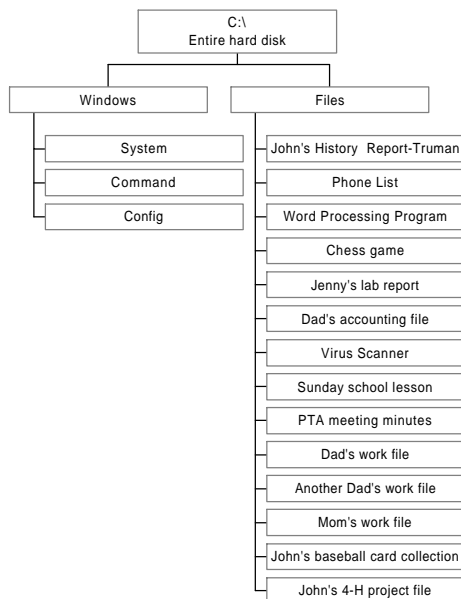 C:\
Entire hard disk
Windows
Files
System
Command
Config
John's History Report-Truman
Phone List
Word Processing Program
Chess game
Jenny's lab report
Dad's accounting file
Virus Scanner
Sunday school lesson
PTA meeting minutes
Dad's work file
Another Dad's work file
Mom's work file
John's baseball card collection
John's 4-H project file